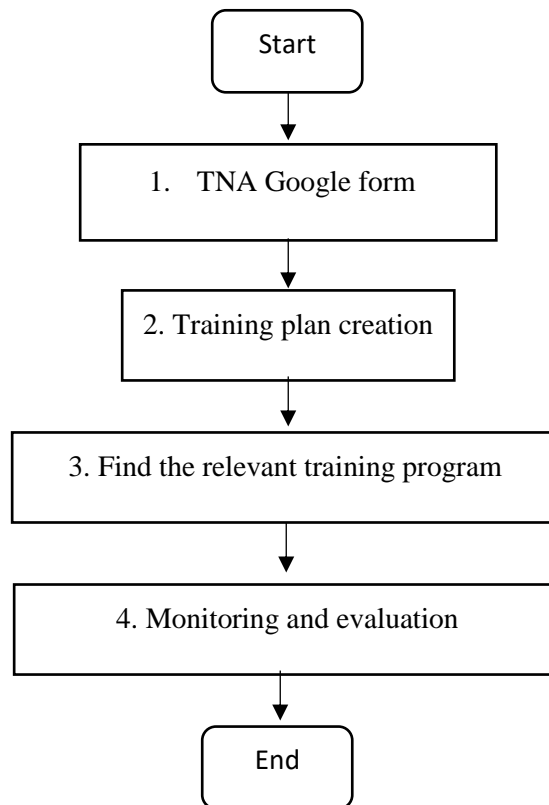 Start
1. TNA Google form
2. Training plan creation
3. Find the relevant training program
4. Monitoring and evaluation
End